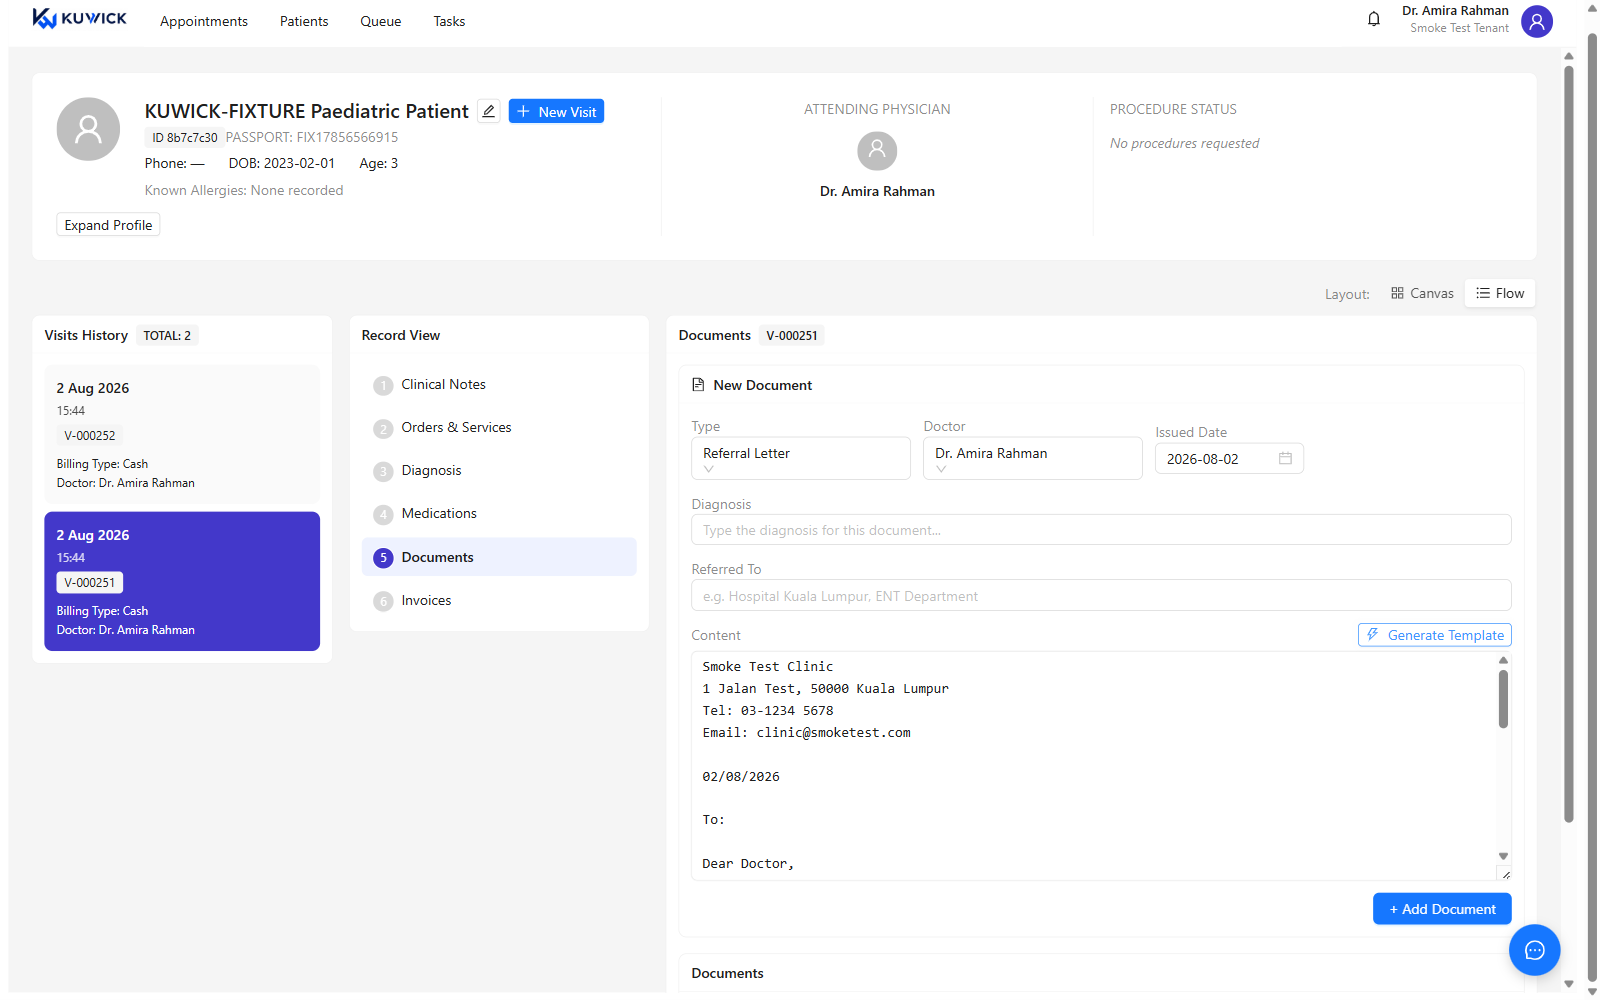 KUWICK
Appointments
Patients
Queue
Tasks
Dr. Amira Rahman
Smoke Test Tenant
KUWICK-FIXTURE Paediatric Patient
+ New Visit
ID 8b7c7c30 PASSPORT: FIX17856566915
Phone: — DOB: 2023-02-01 Age: 3
Known Allergies: None recorded
Expand Profile
ATTENDING PHYSICIAN
Dr. Amira Rahman
PROCEDURE STATUS
No procedures requested
Layout: Canvas Flow
Visits History TOTAL: 2
2 Aug 2026
15:44
V-000252
Billing Type: Cash
Doctor: Dr. Amira Rahman
2 Aug 2026
15:44
V-000251
Billing Type: Cash
Doctor: Dr. Amira Rahman
Record View
1 Clinical Notes
2 Orders & Services
3 Diagnosis
4 Medications
5 Documents
6 Invoices
Documents V-000251
New Document
Type
Referral Letter
Doctor
Dr. Amira Rahman
Issued Date
2026-08-02
Diagnosis
Type the diagnosis for this document...
Referred To
e.g. Hospital Kuala Lumpur, ENT Department
Content
Generate Template
Smoke Test Clinic
1 Jalan Test, 50000 Kuala Lumpur
Tel: 03-1234 5678
Email: clinic@smoketest.com
02/08/2026
To:
Dear Doctor,
+ Add Document
Documents